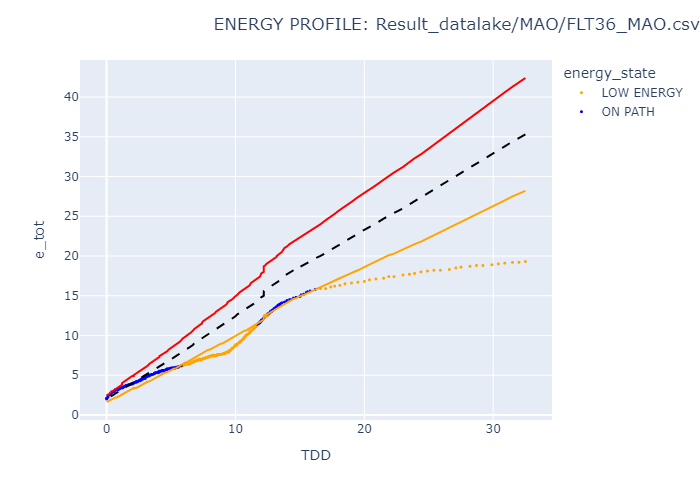 ENERGY PROFILE: Result_datalake/MAO/FLT36_MAO.csv
energy_state
LOW ENERGY
ON PATH
e_tot
40
35
30
25
20
15
10
5
0
0 10 20 30
TDD